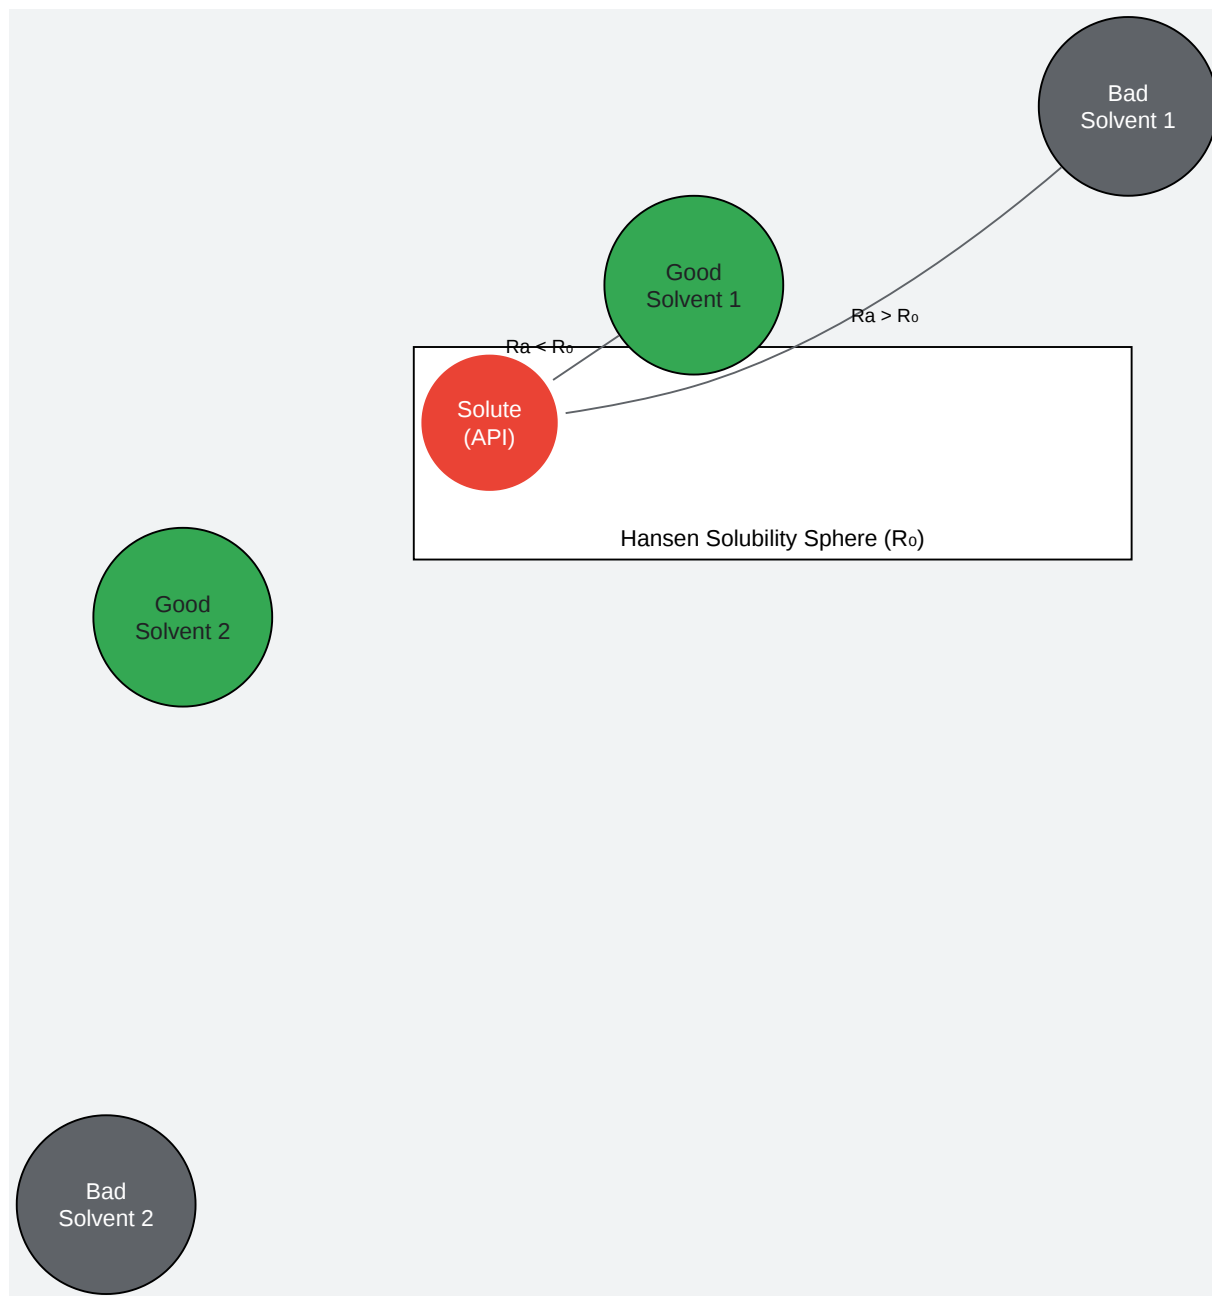 Bad
Solvent 1
Good
Solvent 1
Ra > R₀
Ra < R₀
Solute
(API)
Hansen Solubility Sphere (R₀)
Good
Solvent 2
Bad
Solvent 2